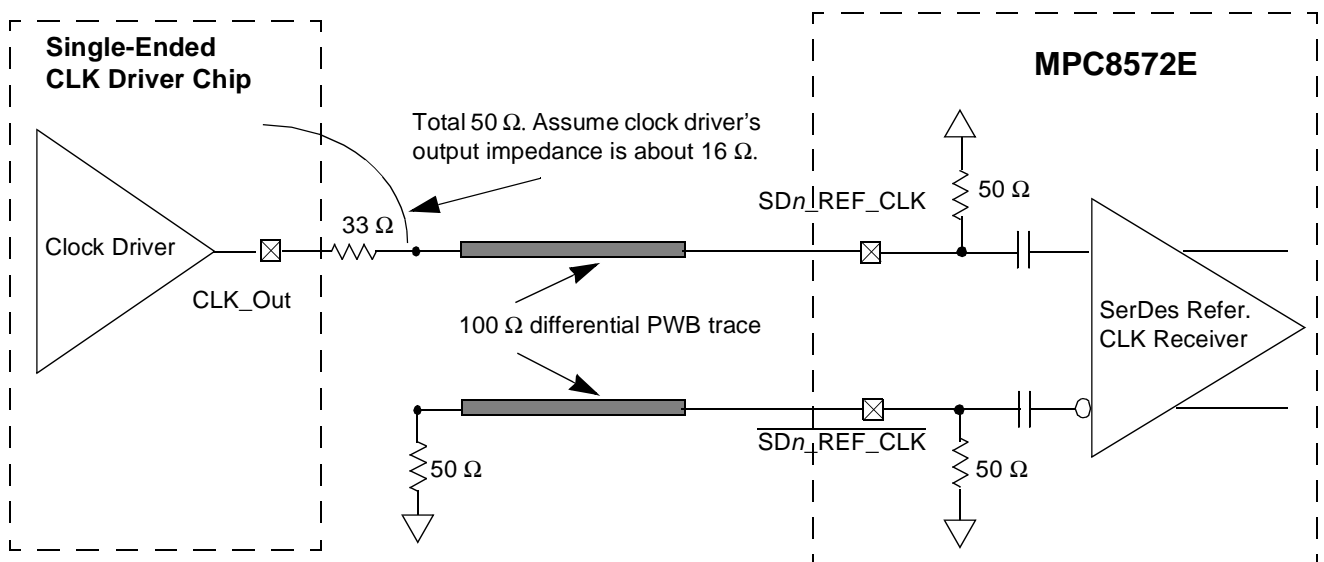 Single-Ended
CLK Driver Chip
MPC8572E
Total 50 Ω. Assume clock driver's
output impedance is about 16 Ω.
50 Ω
SDn_REF_CLK
33 Ω
Clock Driver
CLK_Out
SerDes Refer.
CLK Receiver
100 Ω differential PWB trace
SDn_REF_CLK
50 Ω
50 Ω